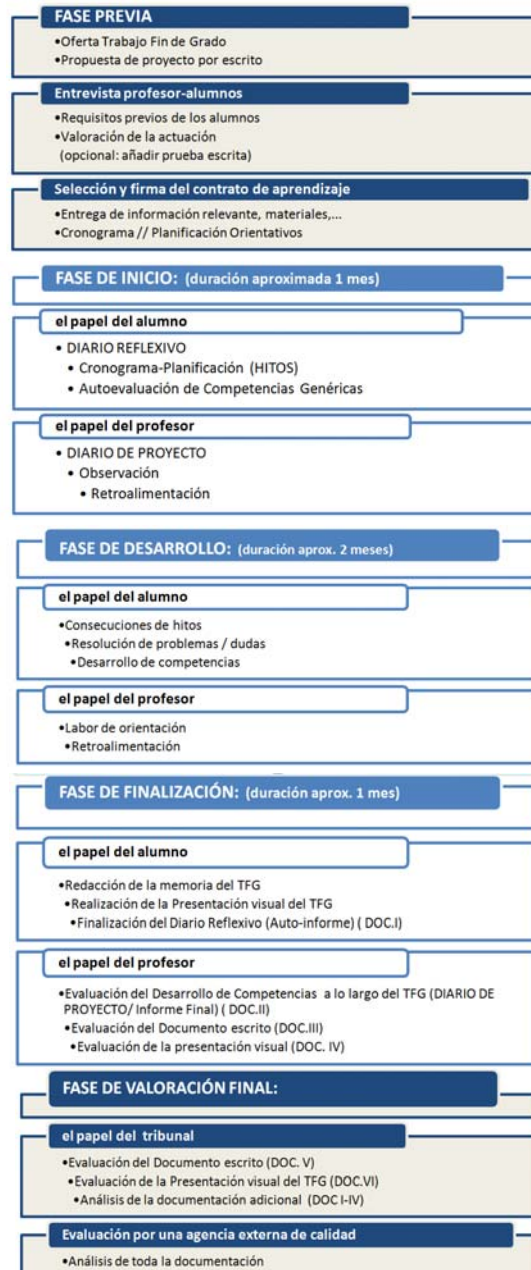 FASE PREVIA
•Oferta Trabajo Fin de Grado
•Propuesta de proyecto por escrito
Entrevista profesor-alumnos
•Requisitos previos de los alumnos
•Valoración de la actuación
(opcional: añadir prueba escrita)
Selección y firma del contrato de aprendizaje
•Entrega de información relevante, materiales,...
•Cronograma // Planificación Orientativos
FASE DE INICIO: (duración aproximada 1 mes)
el papel del alumno
• DIARIO REFLEXIVO
• Cronograma-Planificación (HITOS)
• Autoevaluación de Competencias Genéricas
el papel del profesor
• DIARIO DE PROYECTO
• Observación
• Retroalimentación
FASE DE DESARROLLO: (duración aprox. 2 meses)
el papel del alumno
•Consecuciones de hitos
•Resolución de problemas / dudas
•Desarrollo de competencias
el papel del profesor
•Labor de orientación
•Retroalimentación
FASE DE FINALIZACIÓN: (duración aprox. 1 mes)
el papel del alumno
•Redacción de la memoria del TFG
•Realización de la Presentación visual del TFG
•Finalización del Diario Reflexivo (Auto-informe) ( DOC.I)
el papel del profesor
•Evaluación del Desarrollo de Competencias a lo largo del TFG (DIARIO DE
PROYECTO/ Informe Final) ( DOC.II)
•Evaluación del Documento escrito (DOC.III)
•Evaluación de la presentación visual (DOC. IV)
FASE DE VALORACIÓN FINAL:
el papel del tribunal
•Evaluación del Documento escrito (DOC. V)
•Evaluación de la Presentación visual del TFG (DOC.VI)
•Análisis de la documentación adicional (DOC I-IV)
Evaluación por una agencia externa de calidad
•Análisis de toda la documentación